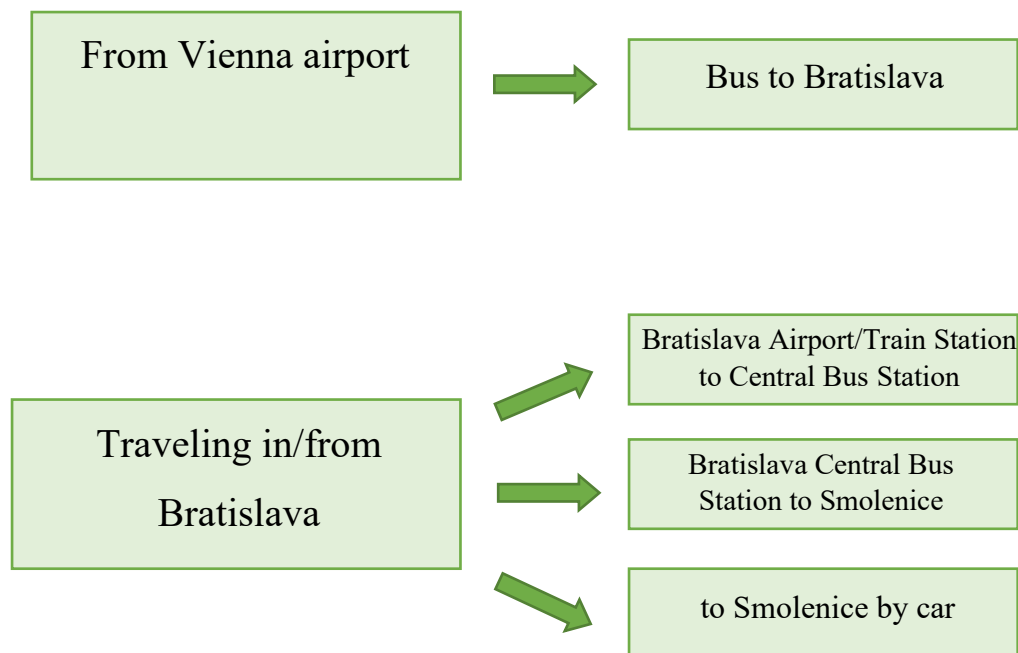 From Vienna airport
Bus to Bratislava
Traveling in/from
Bratislava
Bratislava Airport/Train Station
to Central Bus Station
Bratislava Central Bus
Station to Smolenice
to Smolenice by car